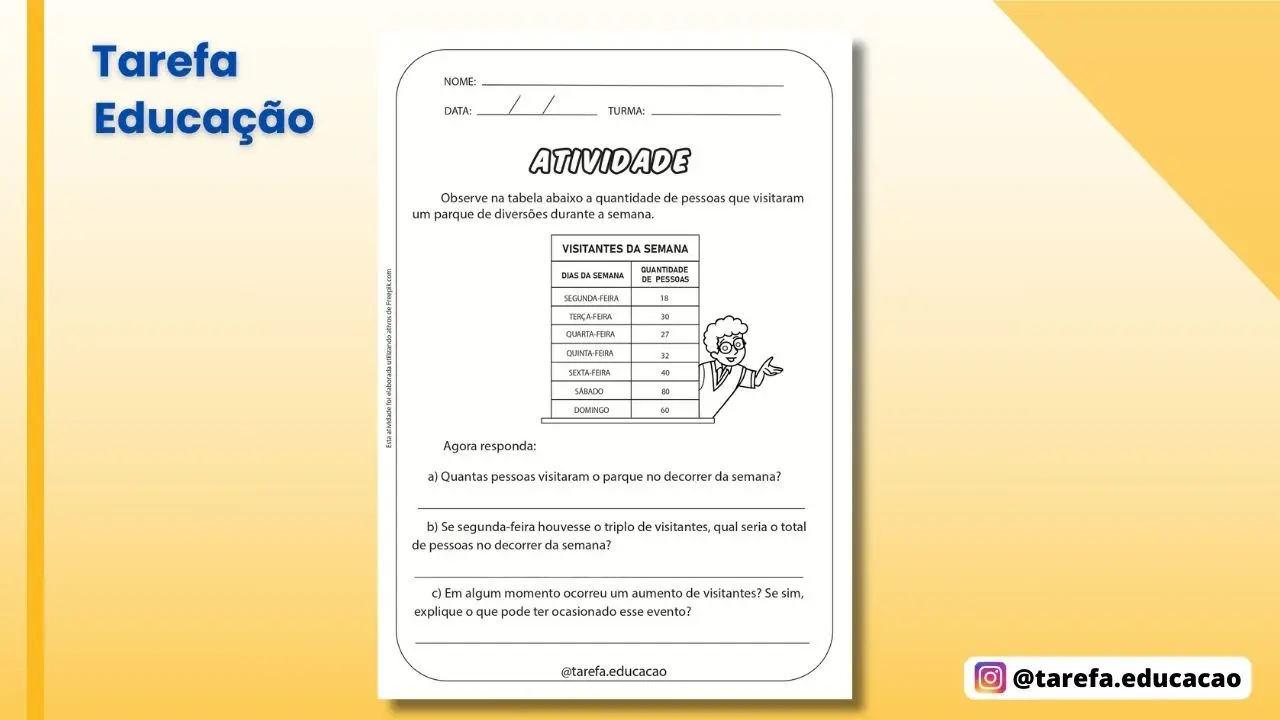 Tarefa
Educação
NOME:
DATA: / / TURMA:
ATIVIDADE
Observe na tabela abaixo a quantidade de pessoas que visitaram
um parque de diversões durante a semana.
VISITANTES DA SEMANA
DIAS DA SEMANA QUANTIDADE DE PESSOAS
SEGUNDA-FEIRA 18
TERÇA-FEIRA 30
QUARTA-FEIRA 27
QUINTA-FEIRA 32
SEXTA-FEIRA 40
SÁBADO 80
DOMINGO 60
Esta atividade foi elaborada utilizando ativos de Freepik.com
Agora responda:
a) Quantas pessoas visitaram o parque no decorrer da semana?
b) Se segunda-feira houvesse o triplo de visitantes, qual seria o total
de pessoas no decorrer da semana?
c) Em algum momento ocorreu um aumento de visitantes? Se sim,
explique o que pode ter ocasionado esse evento?
@tarefa.educacao
@tarefa.educacao